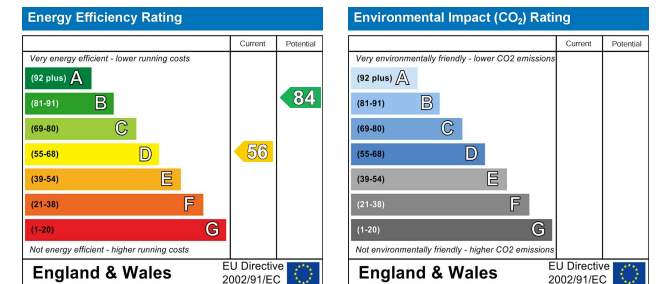 Energy Efficiency Rating
Current Potential
Very energy efficient - lower running costs
(92 plus) A
(81-91) B
84
(69-80) C
(55-68) D
56
(39-54) E
(21-38) F
(1-20) G
Not energy efficient - higher running costs
England & Wales
EU Directive
2002/91/EC
Environmental Impact (CO2) Rating
Current Potential
Very environmentally friendly - lower CO2 emissions
(92 plus) A
(81-91) B
(69-80) C
(55-68) D
(39-54) E
(21-38) F
(1-20) G
Not environmentally friendly - higher CO2 emissions
England & Wales
EU Directive
2002/91/EC